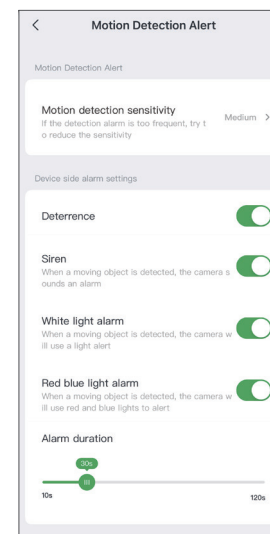 Motion Detection Alert
Motion Detection Alert
Motion detection sensitivity
If the detection alarm is too frequent, try t
o reduce the sensitivity
Medium
Device side alarm settings
Deterrence
Siren
When a moving object is detected, the camera s
ounds an alarm
White light alarm
When a moving object is detected, the camera w
ill use a light alert
Red blue light alarm
When a moving object is detected, the camera w
ill use red and blue lights to alert
Alarm duration
30s
10s
120s